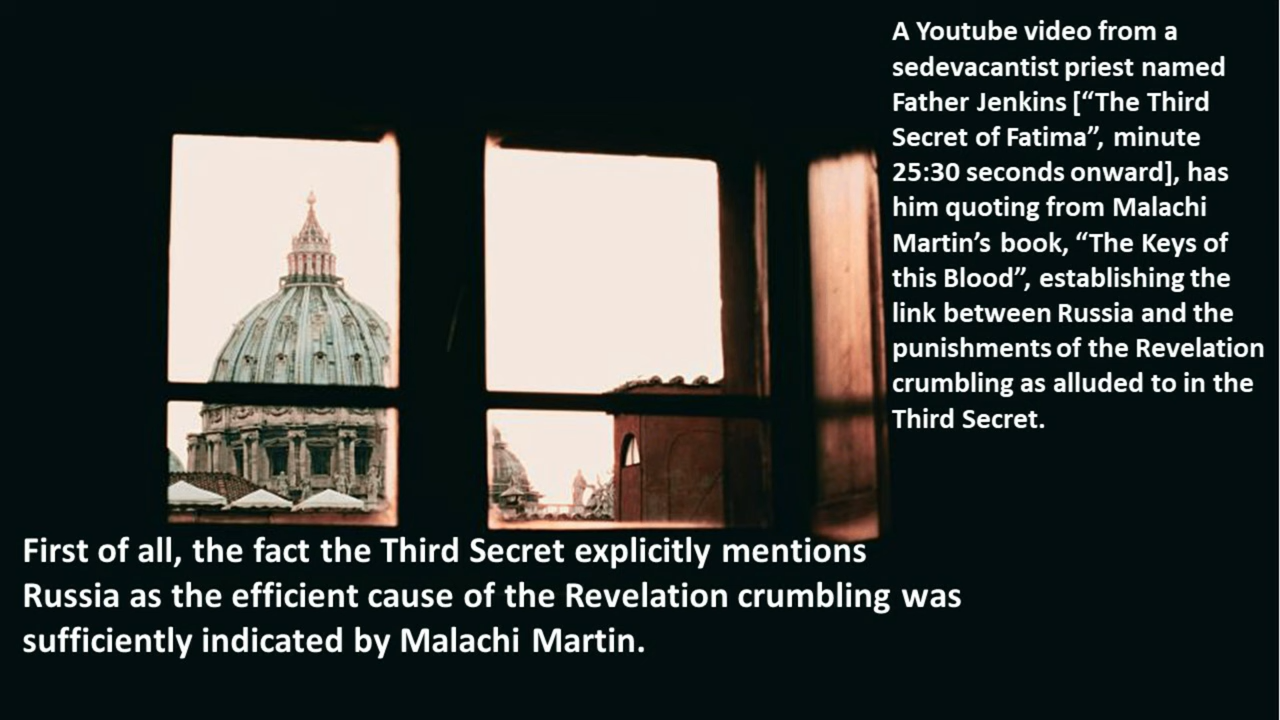 A Youtube video from a
sedevacantist priest named
Father Jenkins [“The Third
Secret of Fatima”, minute
25:30 seconds onward], has
him quoting from Malachi
Martin’s book, “The Keys of
this Blood”, establishing the
link between Russia and the
punishments of the Revelation
crumbling as alluded to in the
Third Secret.
First of all, the fact the Third Secret explicitly mentions
Russia as the efficient cause of the Revelation crumbling was
sufficiently indicated by Malachi Martin.